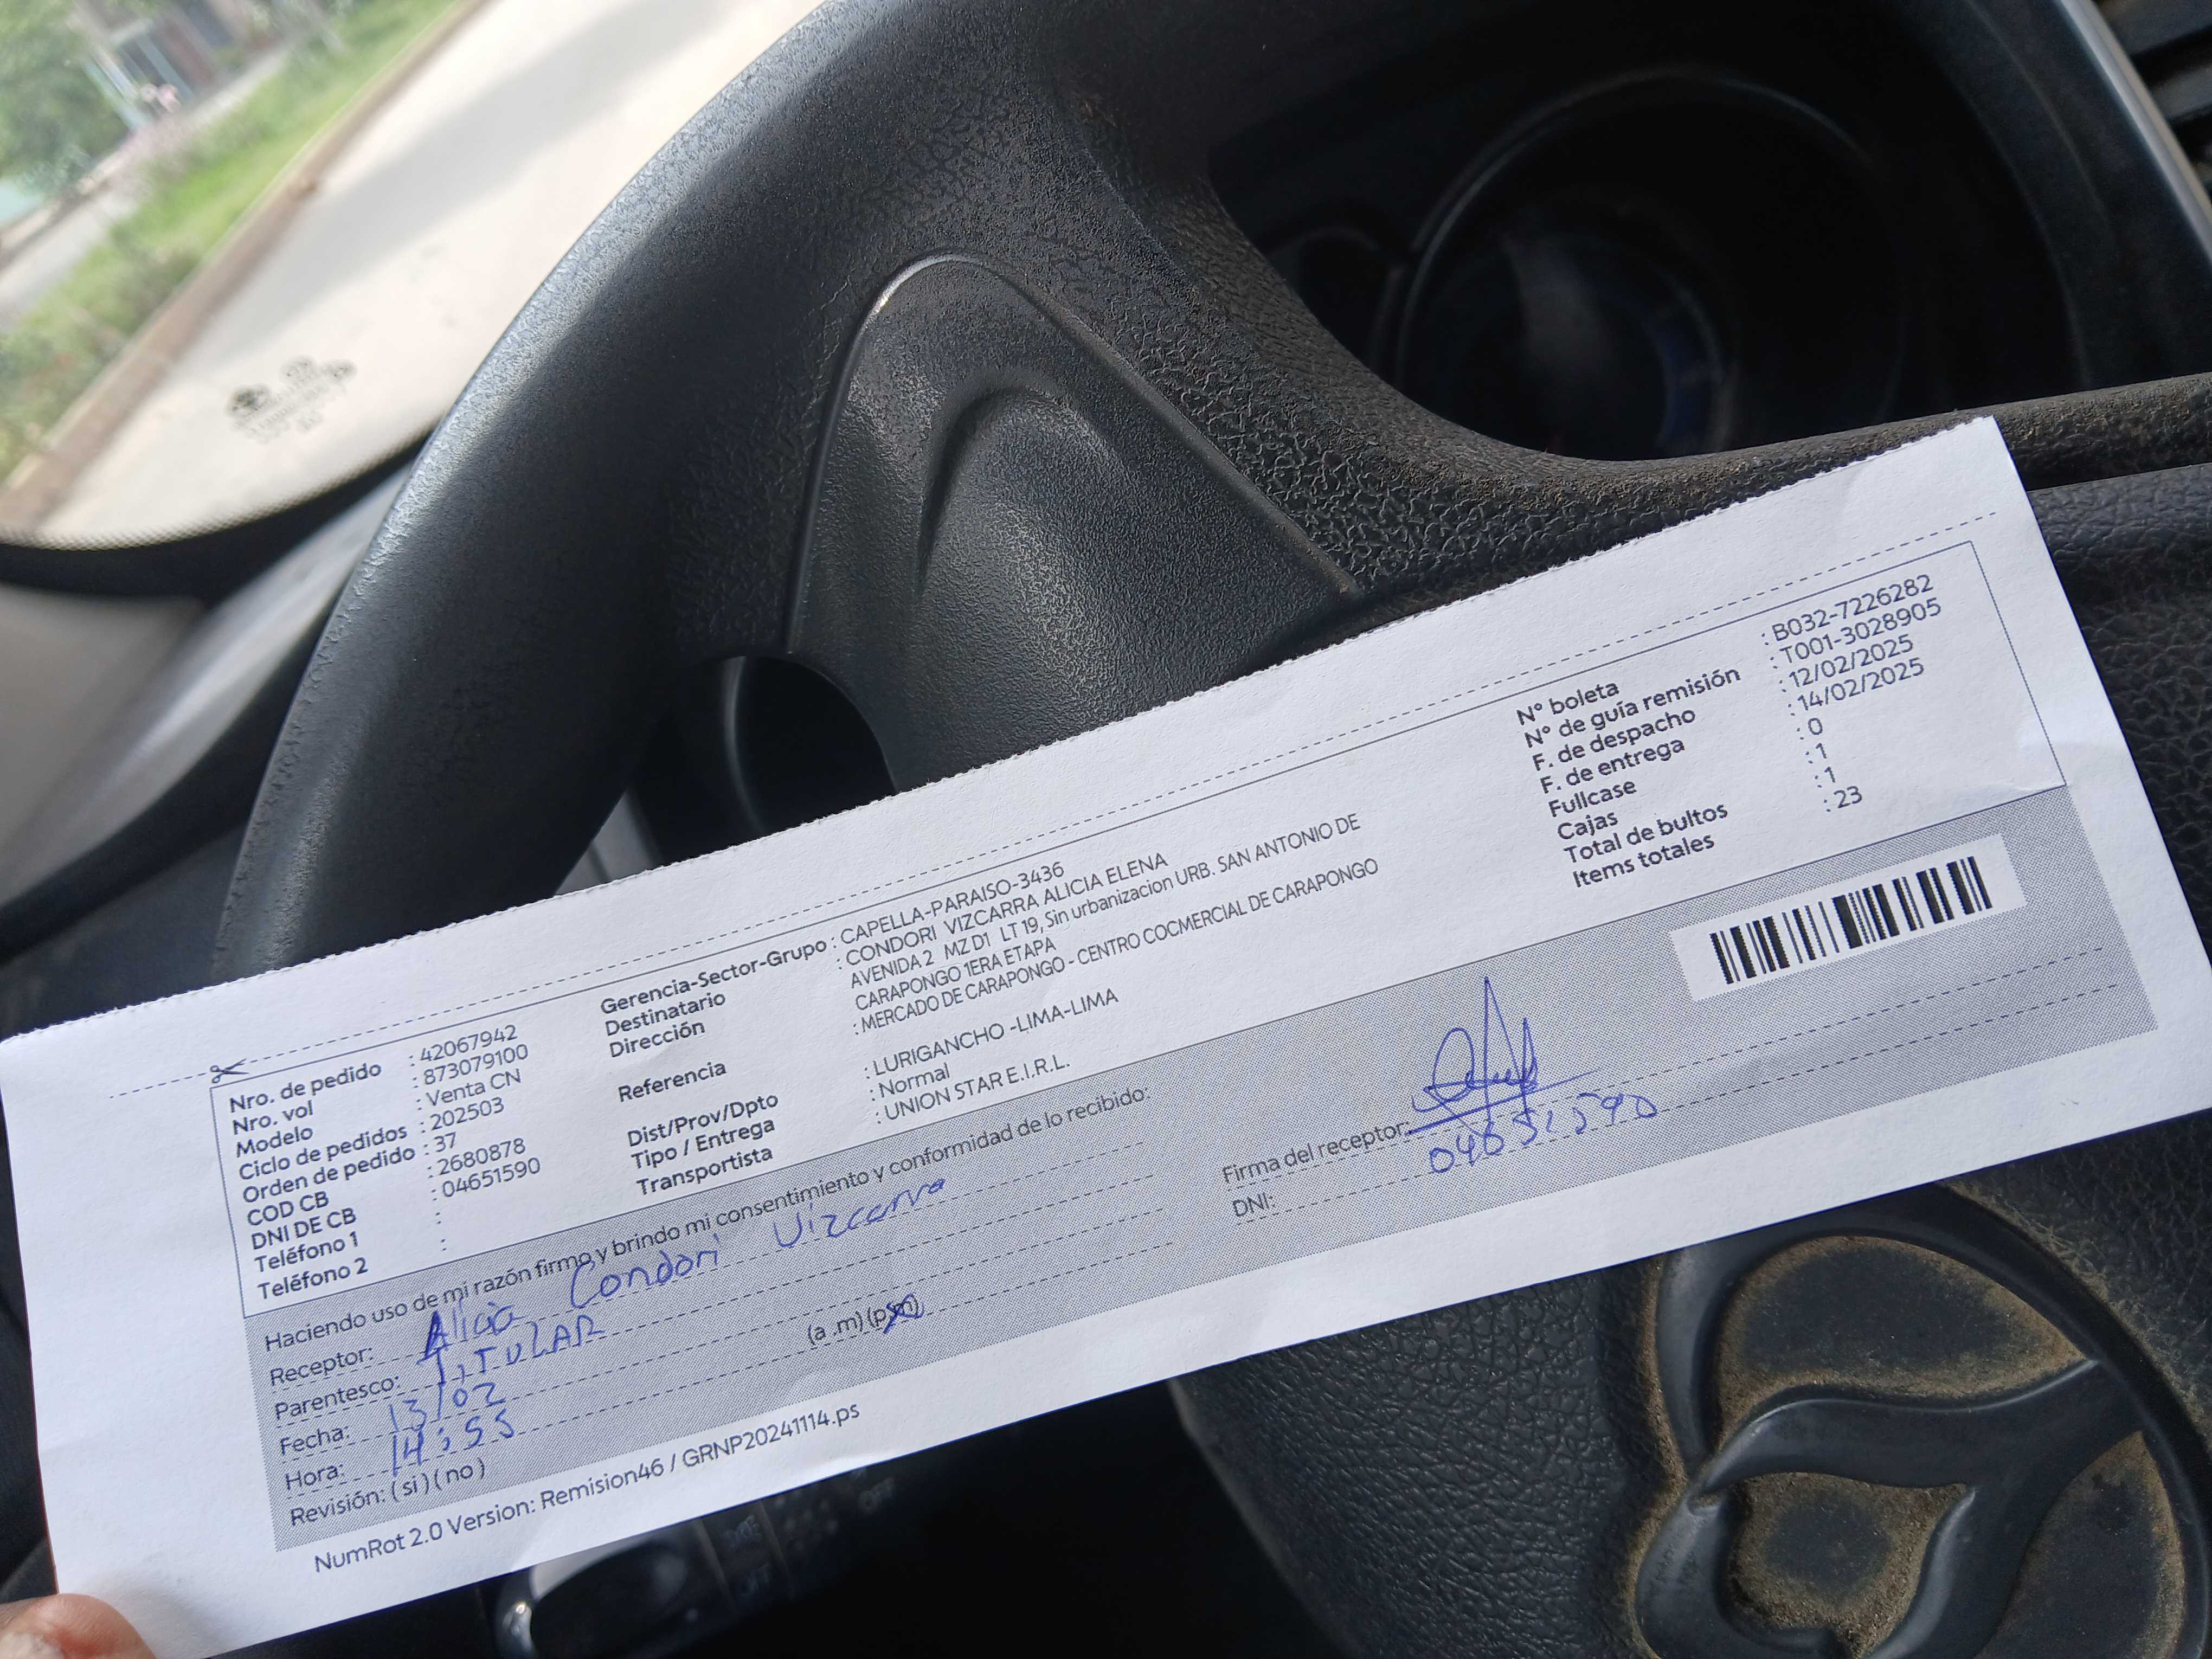 Nro. de pedido : 42067942
Nro. vol : 873079100
Modelo : Venta CN
Ciclo de pedidos : 202503
Orden de pedido : 37
COD CB : 2680878
DNI DE CB : 04651590
Teléfono 1 :
Teléfono 2 :
Gerencia-Sector-Grupo : CAPELLA-PARAISO-3436
Destinatario : CONDORI VIZCARRA ALICIA ELENA
Dirección AVENIDA 2 MZ D1 LT 19, Sin urbanizacion URB. SAN ANTONIO DE
CARAPONGO 1ERA ETAPA
Referencia : MERCADO DE CARAPONGO - CENTRO COCMERCIAL DE CARAPONGO
Dist/Prov/Dpto : LURIGANCHO -LIMA-LIMA
Tipo / Entrega : Normal
Transportista : UNION STAR E.I.R.L.
N° boleta : B032-7226282
N° de guía remisión : T001-3028905
F. de despacho : 12/02/2025
F. de entrega : 14/02/2025
Fullcase : 0
Cajas : 1
Total de bultos : 1
Items totales : 23
Haciendo uso de mi razón firmo y brindo mi consentimiento y conformidad de lo recibido:
Receptor: Alicia Condori Vizcarra
Parentesco: TiTULAR
Fecha: 13/02
Hora: 14:55 (a .m) (p.m)
Revisión: ( si ) ( no )
Firma del receptor:
DNI: 04651590
NumRot 2.0 Version: Remision46 / GRNP20241114.ps